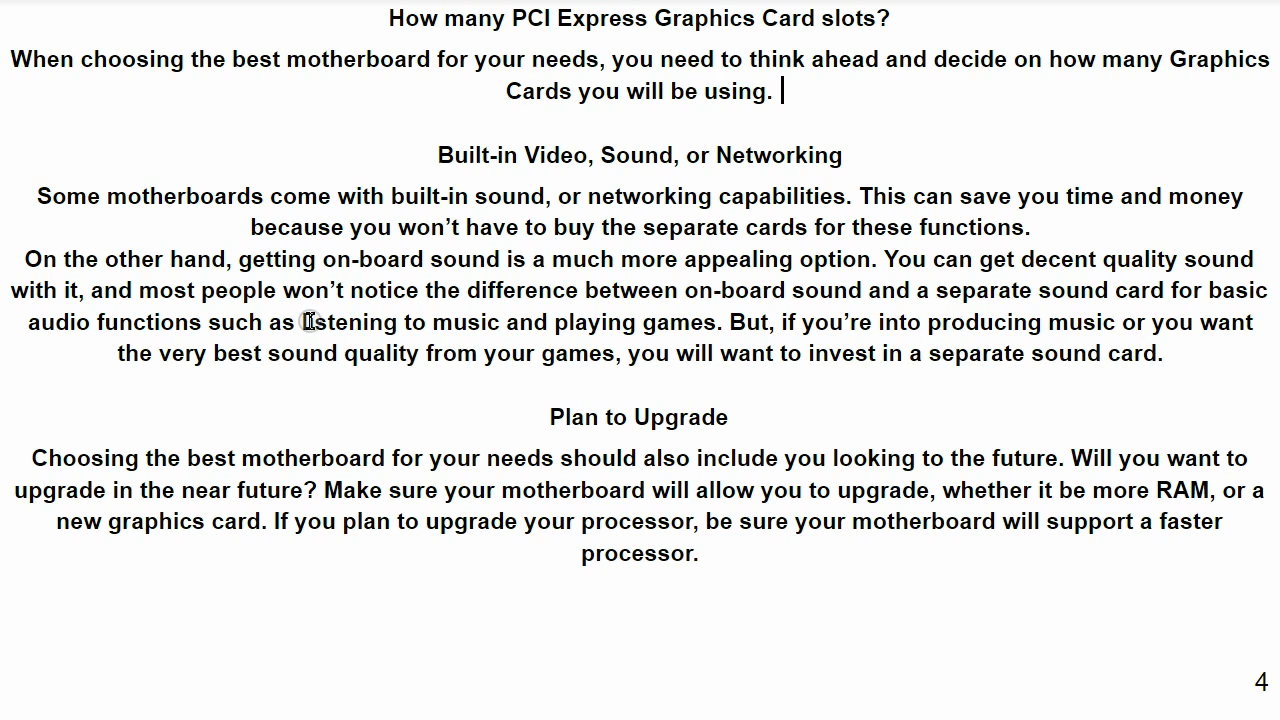 How many PCI Express Graphics Card slots?
When choosing the best motherboard for your needs, you need to think ahead and decide on how many Graphics
Cards you will be using.
Built-in Video, Sound, or Networking
Some motherboards come with built-in sound, or networking capabilities. This can save you time and money
because you won’t have to buy the separate cards for these functions.
On the other hand, getting on-board sound is a much more appealing option. You can get decent quality sound
with it, and most people won’t notice the difference between on-board sound and a separate sound card for basic
audio functions such as listening to music and playing games. But, if you’re into producing music or you want
the very best sound quality from your games, you will want to invest in a separate sound card.
Plan to Upgrade
Choosing the best motherboard for your needs should also include you looking to the future. Will you want to
upgrade in the near future? Make sure your motherboard will allow you to upgrade, whether it be more RAM, or a
new graphics card. If you plan to upgrade your processor, be sure your motherboard will support a faster
processor.
4